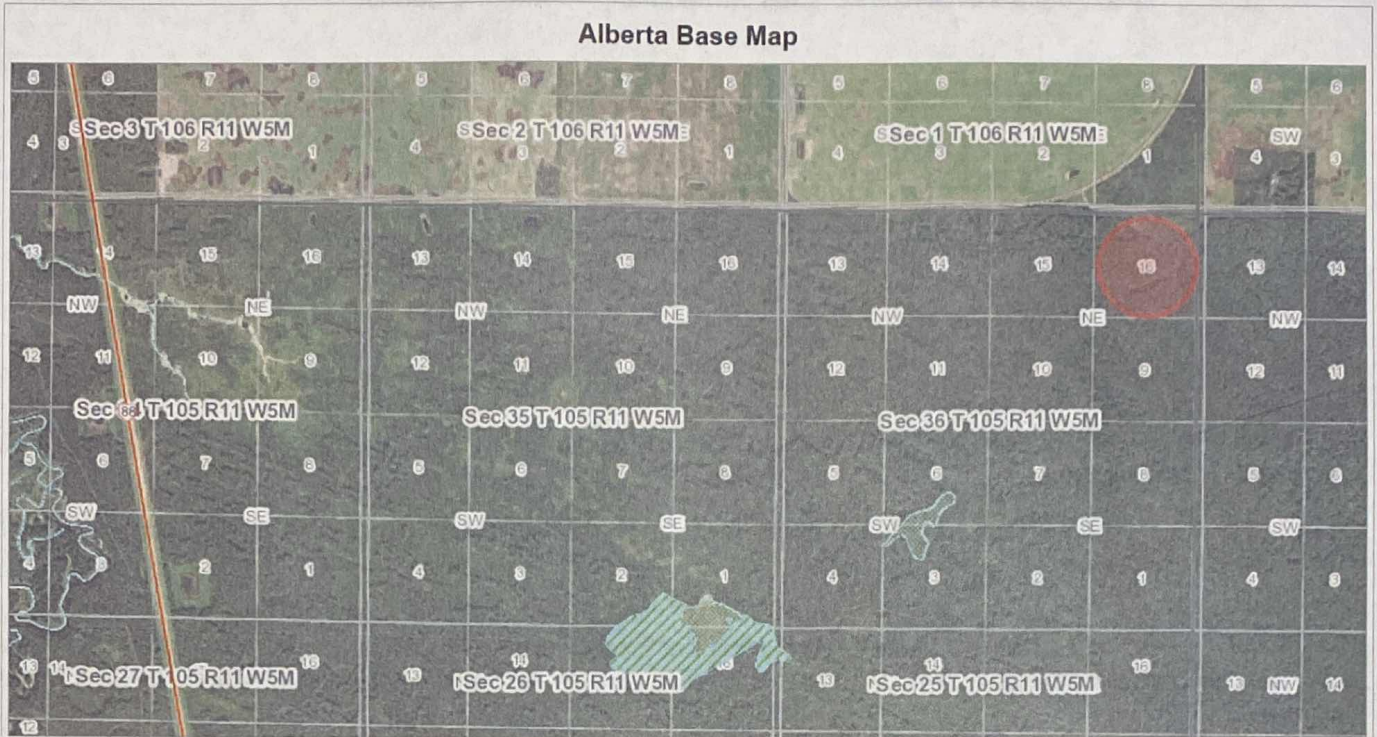 Alberta Base Map
5 6 7 8 5 6 7 8 5 6 7 8 5 6
Sec 3 T 106 R11 W5M Sec 2 T 106 R11 W5M Sec 1 T 106 R11 W5M SW
4 3 2 1 4 3 2 1 4 3 2 1 4 3
13 4 15 16 13 14 15 16 13 14 15 16 13 14
NW NE NW NE NW NE NW
12 11 10 9 12 11 10 9 12 11 10 9 12 11
Sec T 105 R11 W5M Sec 35 T 105 R11 W5M Sec 36 T 105 R11 W5M
88
5 6 7 8 5 6 7 8 5 6 7 8 5 6
SW SE SW SE SW SE SW
4 3 2 1 4 3 2 1 4 3 2 1 4 3
13 14 16 13 14 16 13 14 16 13 NW 14
Sec 27 T 105 R11 W5M Sec 26 T 105 R11 W5M Sec 25 T 105 R11 W5M
12